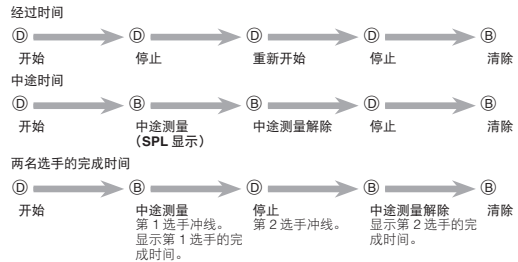 经过时间
Ⓓ Ⓓ Ⓓ Ⓓ Ⓑ
开始 停止 重新开始 停止 清除
中途时间
Ⓓ Ⓑ Ⓑ Ⓓ Ⓑ
开始 中途测量 中途测量解除 停止 清除
（SPL 显示）
两名选手的完成时间
Ⓓ Ⓑ Ⓓ Ⓑ Ⓑ
开始 中途测量 停止 中途测量解除 清除
第 1 选手冲线。 第 2 选手冲线。 显示第 2 选手的完
显示第 1 选手的完 成时间。
成时间。